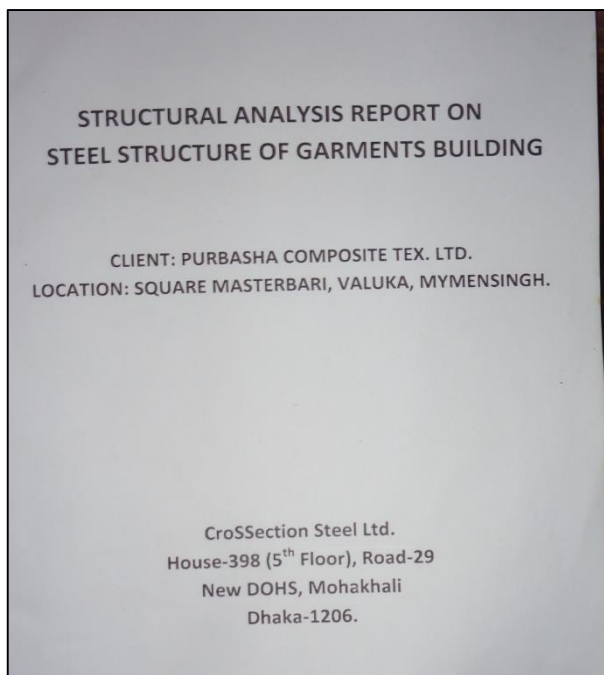 STRUCTURAL ANALYSIS REPORT ON
STEEL STRUCTURE OF GARMENTS BUILDING
CLIENT: PURBASHA COMPOSITE TEX. LTD.
LOCATION: SQUARE MASTERBARI, VALUKA, MYMENSINGH.
CroSSection Steel Ltd.
House-398 (5th Floor), Road-29
New DOHS, Mohakhali
Dhaka-1206.